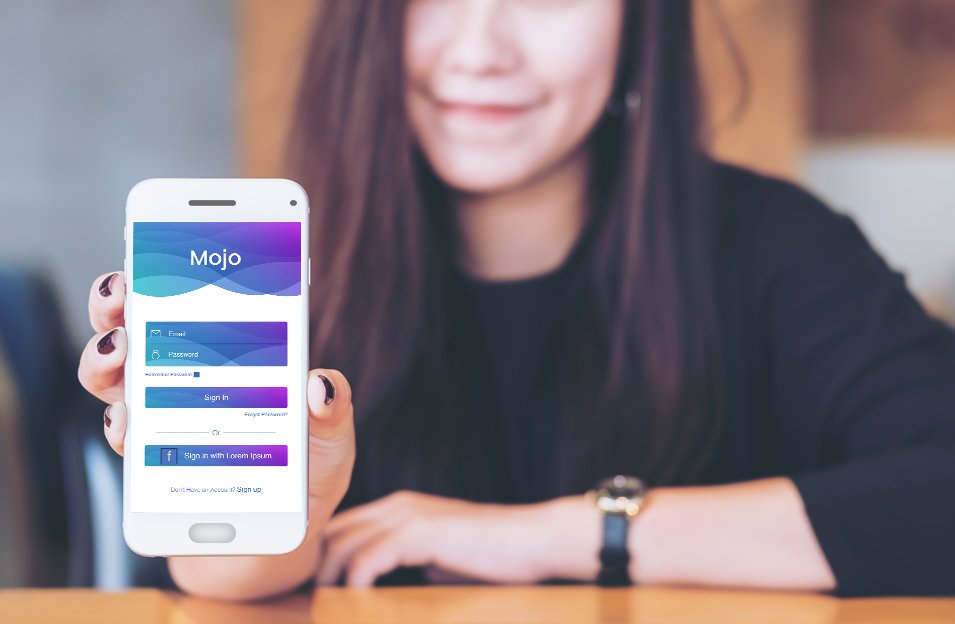 Mojo
Email
Password
Remember Password
Sign In
Forgot Password?
Or
f Sign in with Lorem Ipsum
Don't Have an Account? Sign up